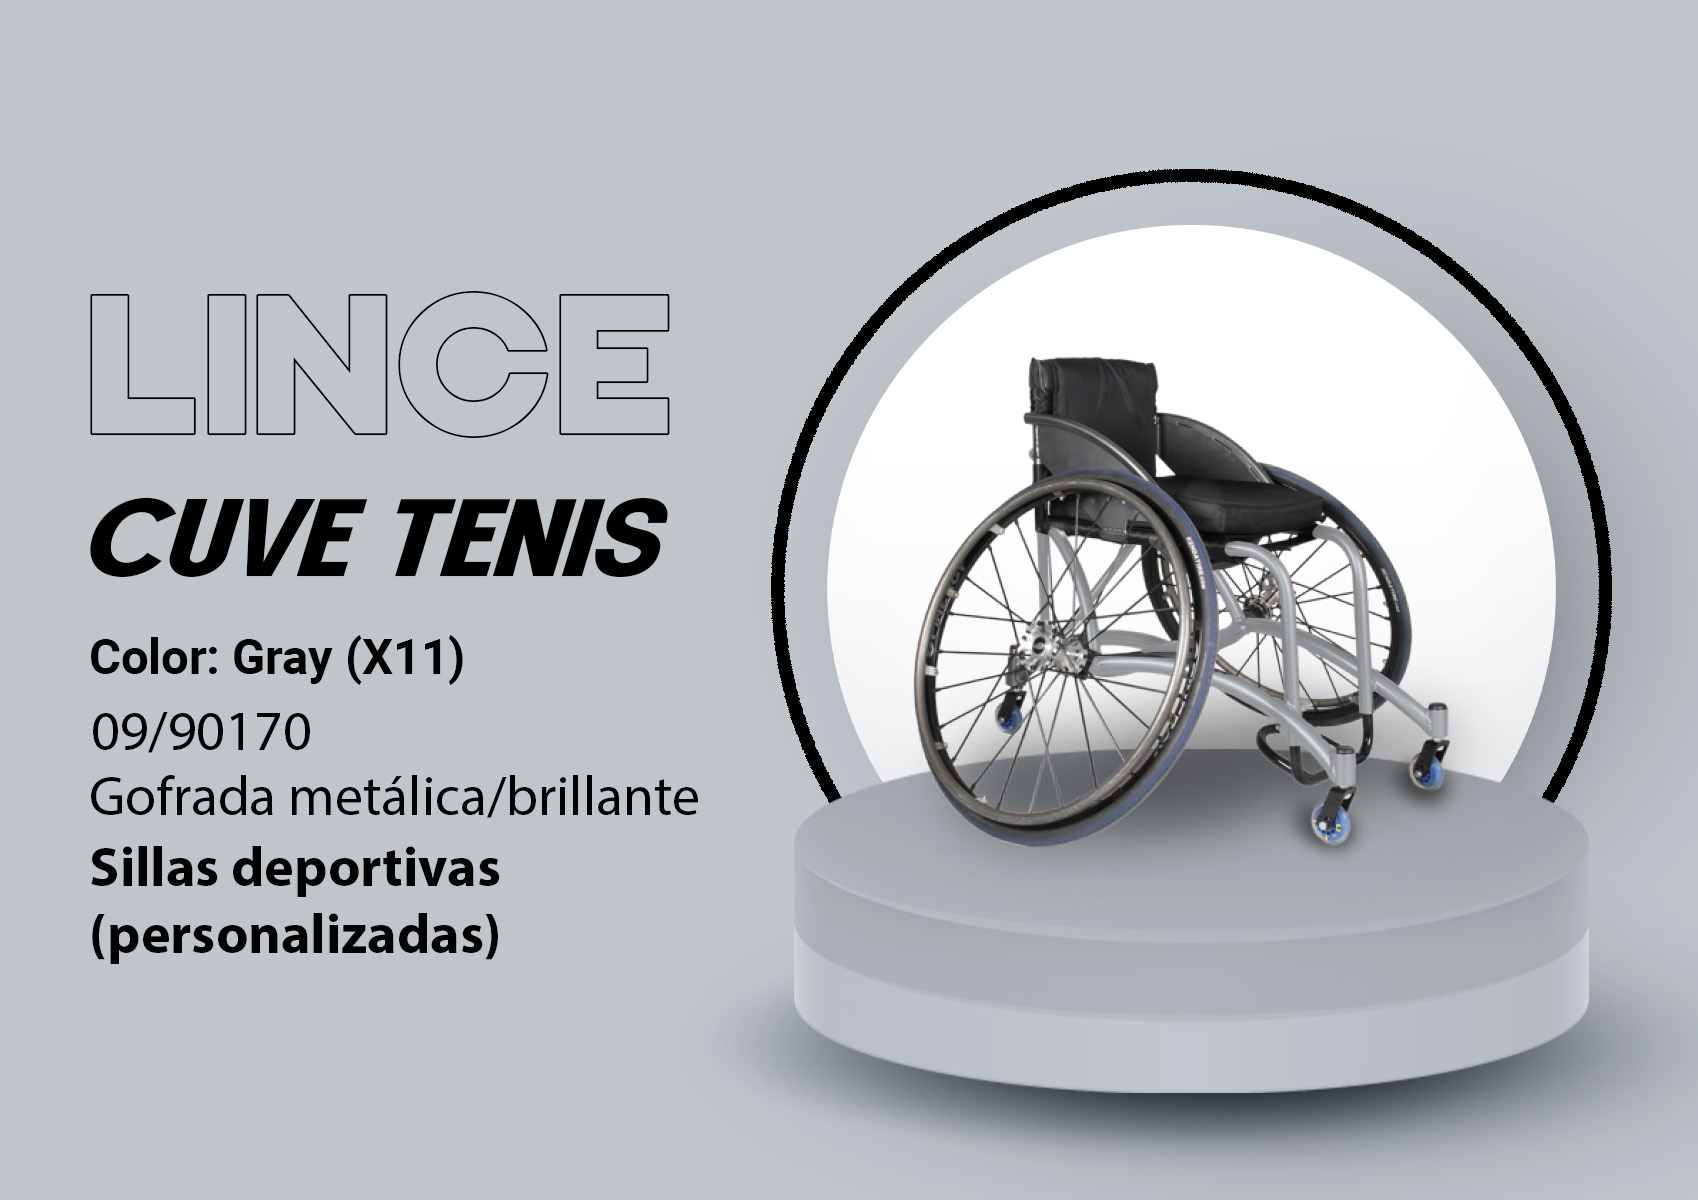 LINCE
CUVE TENIS
Color: Gray (X11)
09/90170
Gofrada metálica/brillante
Sillas deportivas
(personalizadas)